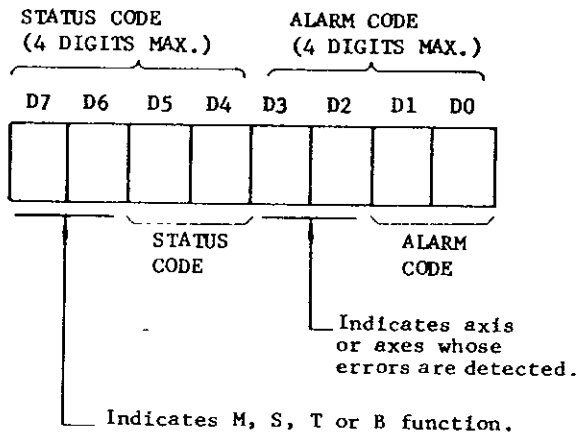 STATUS CODE
(4 DIGITS MAX.)
ALARM CODE
(4 DIGITS MAX.)
D7 D6 D5 D4 D3 D2 D1 D0
STATUS
CODE
ALARM
CODE
Indicates axis
or axes whose
errors are detected.
Indicates M, S, T or B function.